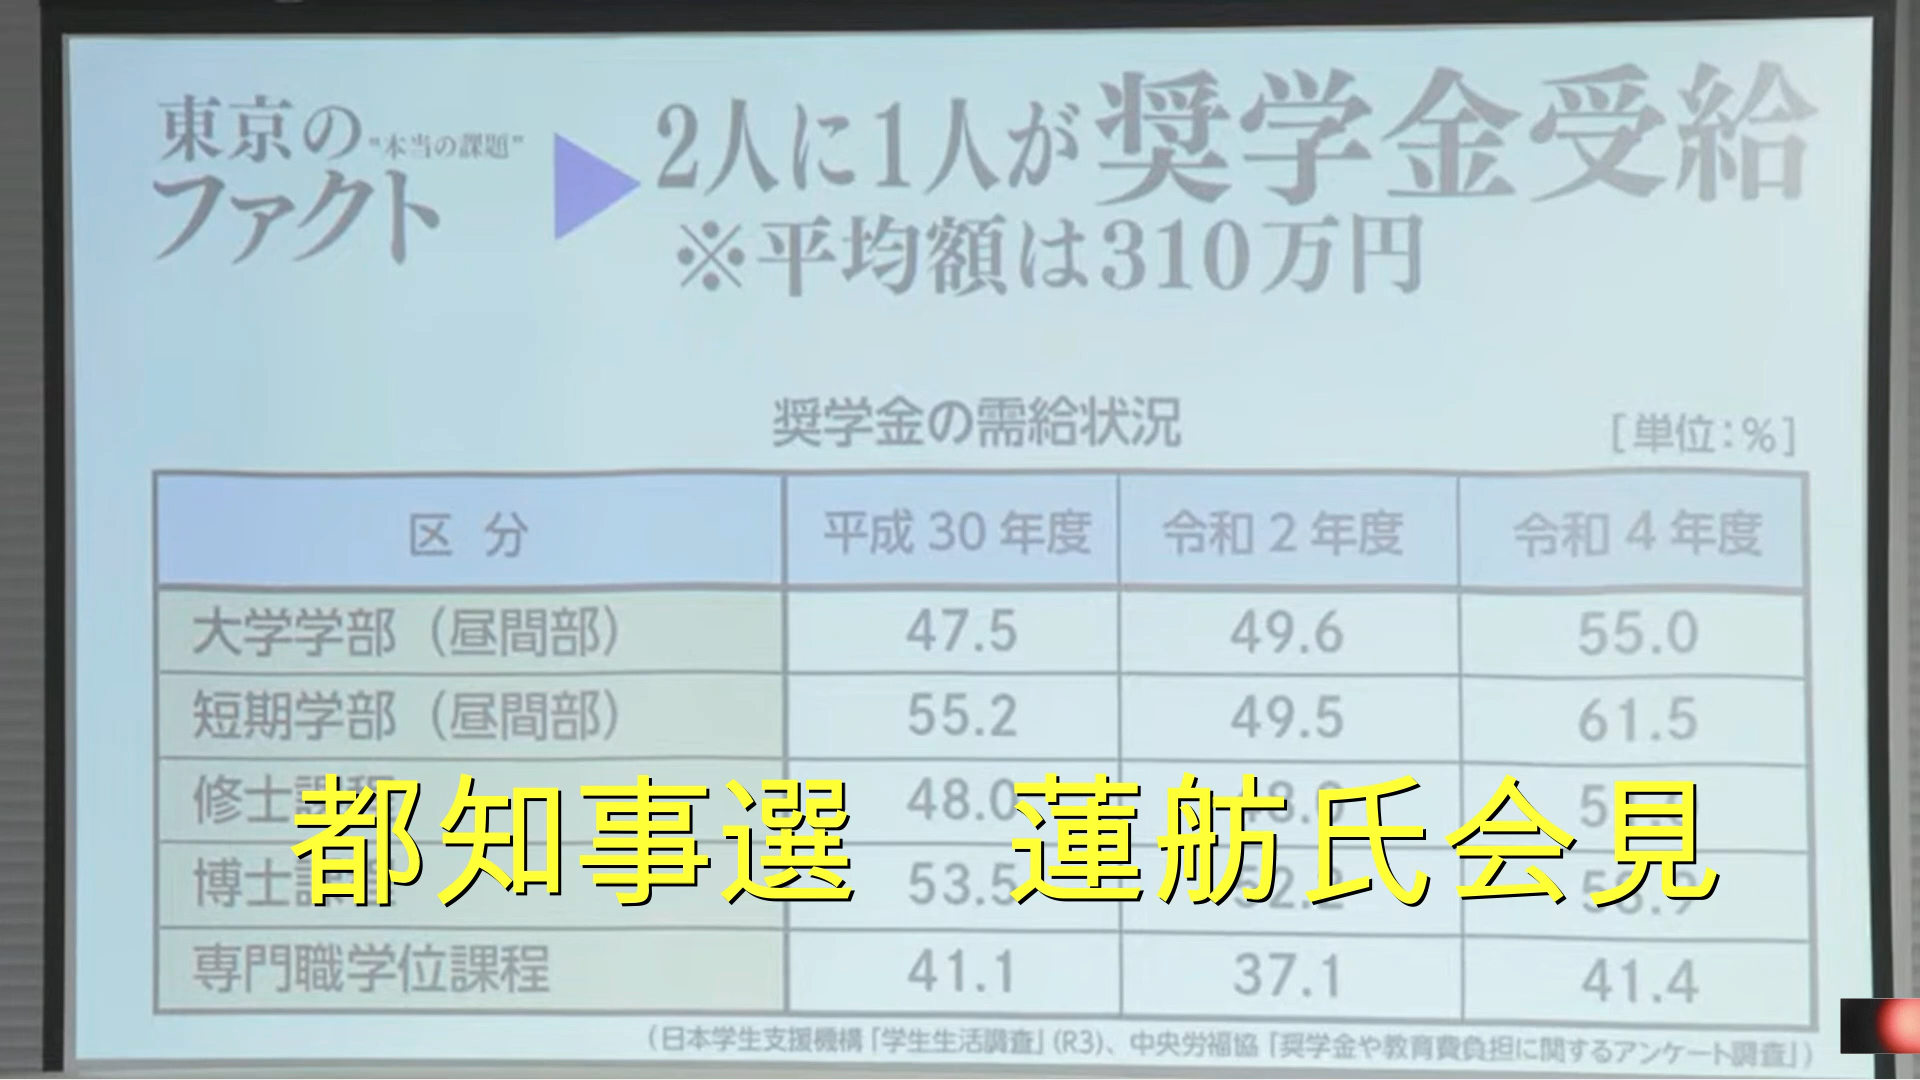 東京の"本当の課題"
ファクト
2人に1人が奨学金受給
※平均額は310万円
奨学金の需給状況
[単位:%]
区 分 平成30年度 令和2年度 令和4年度
大学学部(昼間部) 47.5 49.6 55.0
短期学部(昼間部) 55.2 49.5 61.5
修士課程 48.0
博士課程 53.5 52.2
都知事選 蓮舫氏会見
専門職学位課程 41.1 37.1 41.4
(日本学生支援機構「学生生活調査」(R3)、中央労福協「奨学金や教育費負担に関するアンケート調査」)